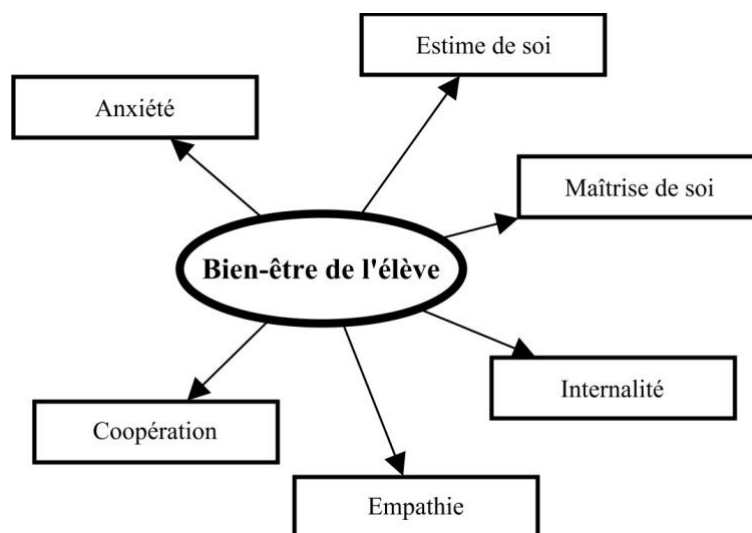 Estime de soi
Anxiété
Maîtrise de soi
Bien-être de l'élève
Internalité
Coopération
Empathie